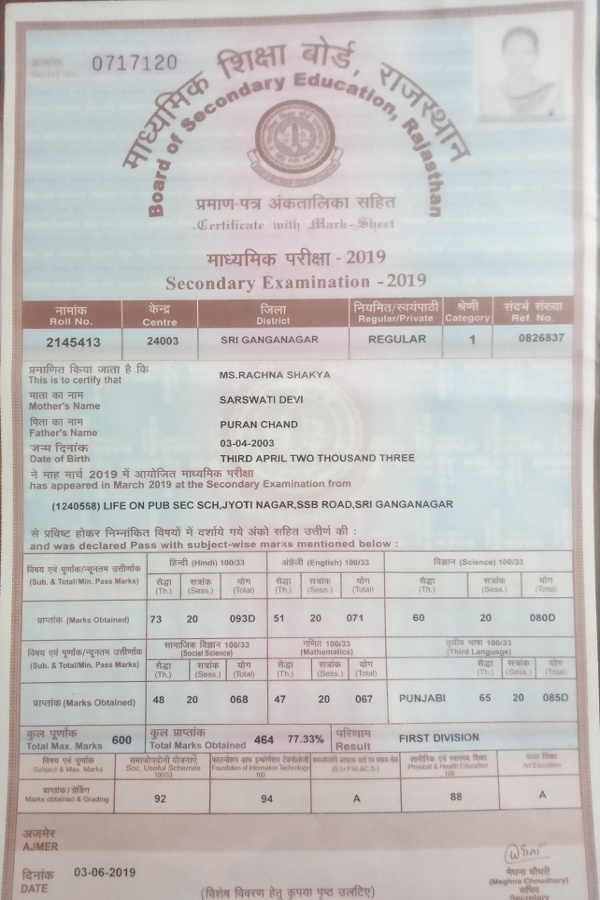 Serial No. 0717120
माध्यमिक शिक्षा बोर्ड, राजस्थान
Board of Secondary Education, Rajasthan
प्रमाण-पत्र अंकतालिका सहित
Certificate with Mark-Sheet
माध्यमिक परीक्षा - 2019
Secondary Examination -2019
नामांक केन्द्र जिला नियमित/स्वयंपाठी श्रेणी संदर्भ संख्या
Roll No. Centre District Regular/Private Category Ref. No.
2145413 24003 SRI GANGANAGAR REGULAR 1 0826837
प्रमाणित किया जाता है कि
This is to certify that MS.RACHNA SHAKYA
माता का नाम
Mother's Name SARSWATI DEVI
पिता का नाम
Father's Name PURAN CHAND
जन्म दिनांक 03-04-2003
Date of Birth THIRD APRIL TWO THOUSAND THREE
ने माह मार्च 2019 में आयोजित माध्यमिक परीक्षा
has appeared in March 2019 at the Secondary Examination from
(1240558) LIFE ON PUB SEC SCH,JYOTI NAGAR,SSB ROAD,SRI GANGANAGAR
से प्रविष्ट होकर निम्नांकित विषयों में दर्शाये गये अंको सहित उत्तीर्ण की :
and was declared Pass with subject-wise marks mentioned below :
विषय एवं पूर्णांक/न्यूनतम उत्तीर्णांक हिन्दी (Hindi) 100/33 अंग्रेजी (English) 100/33 विज्ञान (Science) 100/33
(Sub. & Total/Min. Pass Marks) सैद्धा सत्रांक योग सैद्धा सत्रांक योग सैद्धा सत्रांक योग
(Th.) (Sess.) (Total) (Th.) (Sess.) (Total) (Th.) (Sess.) (Total)
प्राप्तांक (Marks Obtained) 73 20 093D 51 20 071 60 20 080D
विषय एवं पूर्णांक/न्यूनतम उत्तीर्णांक सामाजिक विज्ञान 100/33 गणित 100/33 तृतीय भाषा 100/33
(Sub. & Total/Min. Pass Marks) (Social Science) (Mathematics) (Third Language)
सैद्धा सत्रांक योग सैद्धा सत्रांक योग सैद्धा सत्रांक योग
(Th.) (Sess.) (Total) (Th.) (Sess.) (Total) (Th.) (Sess.) (Total)
प्राप्तांक (Marks Obtained) 48 20 068 47 20 067 PUNJABI 65 20 085D
कुल पूर्णांक कुल प्राप्तांक परिणाम
Total Max. Marks 600 Total Marks Obtained 464 77.33% Result FIRST DIVISION
विषय एवं पूर्णांक समाजोपयोगी योजनाऐं फाउन्डेशन आफ इन्फोरमेशन टेक्नोलोजी शारीरिक एवं स्वास्थ्य शिक्षा कला शिक्षा
Subject & Max. Marks Soc. Useful Schemes Foundation of Information Technology Physical & Health Education Art Education
100/33 100 100
प्राप्तांक / ग्रेडिंग
Marks obtained & Grading 92 94 A 88 A
अजमेर
AJMER
दिनांक 03-06-2019
DATE
मेघना चौधरी
(Meghna Choudhary)
सचिव
Secretary
(विशेष विवरण हेतु कृपया पृष्ठ उलटिए)